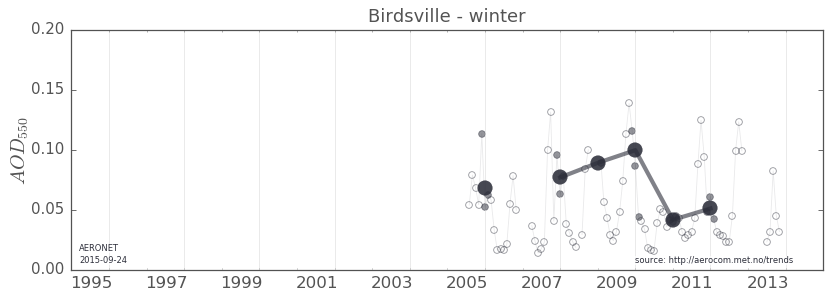 Birdsville - winter
0.20
0.15
0.10
0.05
0.00
AOD550
AERONET
2015-09-24
source: http://aerocom.met.no/trends
1995 1997 1999 2001 2003 2005 2007 2009 2011 2013